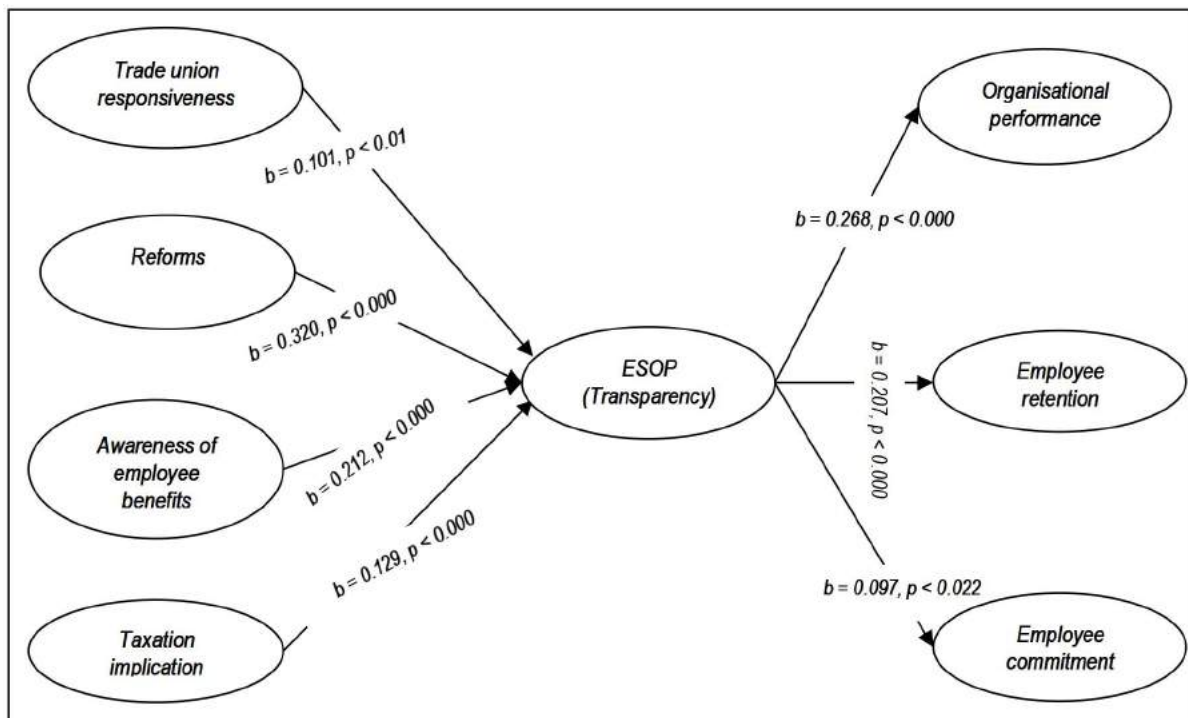 Trade union
responsiveness
b = 0.101, p < 0.01
Reforms
b = 0.320, p < 0.000
Awareness of
employee
benefits
b = 0.212, p < 0.000
Taxation
implication
b = 0.129, p < 0.000
ESOP
(Transparency)
Organisational
performance
b = 0.268, p < 0.000
Employee
retention
b = 0.207, p < 0.000
b = 0.097, p < 0.022
Employee
commitment